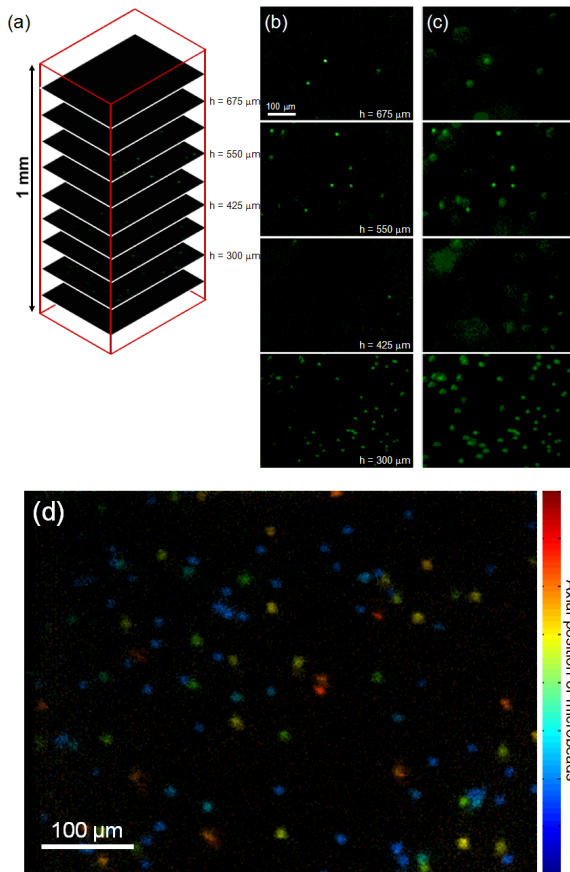 (a)
(b)
(c)
1 mm
h = 675 μm
h = 550 μm
h = 425 μm
h = 300 μm
100 μm
h = 675 μm
h = 550 μm
h = 425 μm
h = 300 μm
(d)
100 μm
Axial position of microbeads